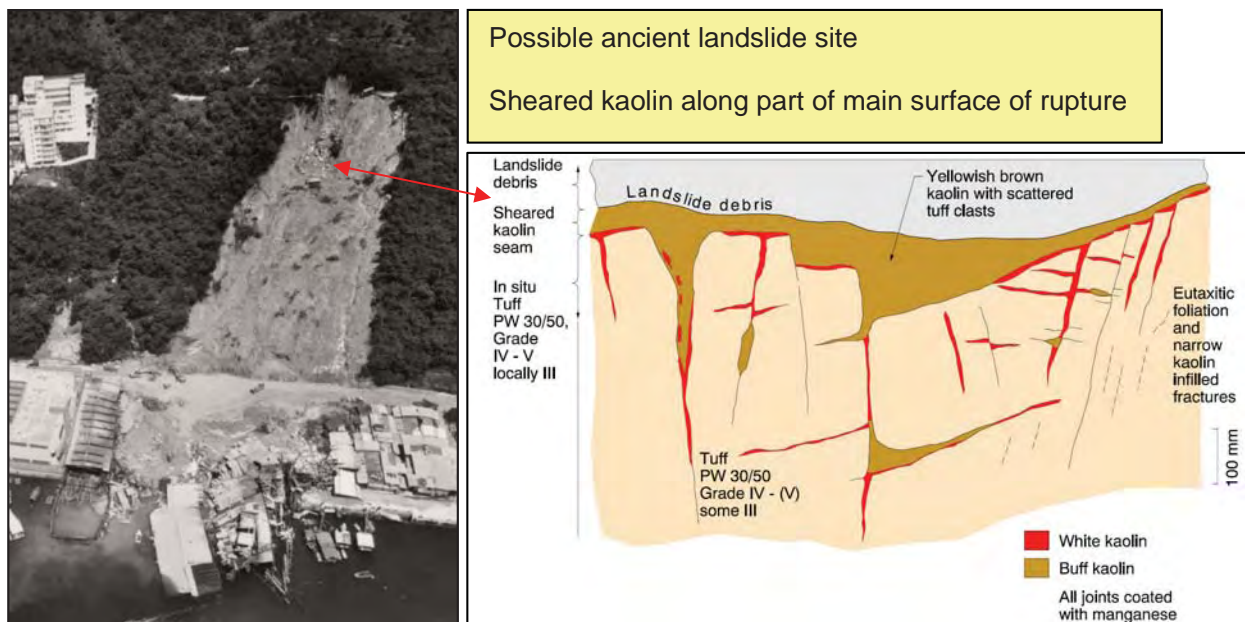 Possible ancient landslide site
Sheared kaolin along part of main surface of rupture
Landslide
debris
Sheared
kaolin
seam
In situ
Tuff
PW 30/50,
Grade
IV - V
locally III
Landslide debris
Yellowish brown
kaolin with scattered
tuff clasts
Eutaxitic
foliation
and
narrow
kaolin
infilled
fractures
100 mm
Tuff
PW 30/50
Grade IV - (V)
some III
White kaolin
Buff kaolin
All joints coated
with manganese